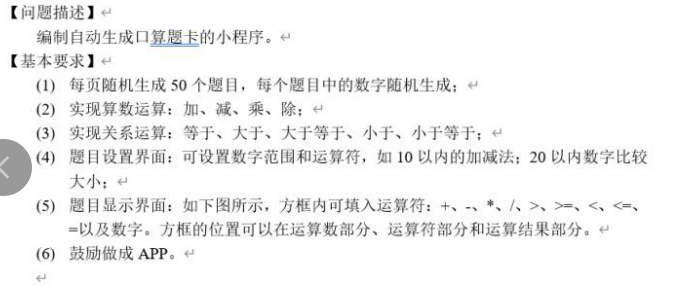 【问题描述】
编制自动生成口算题卡的小程序。
【基本要求】
(1) 每页随机生成 50 个题目，每个题目中的数字随机生成；
(2) 实现算数运算：加、减、乘、除；
(3) 实现关系运算：等于、大于、大于等于、小于、小于等于；
(4) 题目设置界面：可设置数字范围和运算符，如 10 以内的加减法；20 以内数字比较
大小；
(5) 题目显示界面：如下图所示，方框内可填入运算符：+、-、*、/、>、>=、<、<=、
=以及数字。方框的位置可以在运算数部分、运算符部分和运算结果部分。
(6) 鼓励做成 APP。